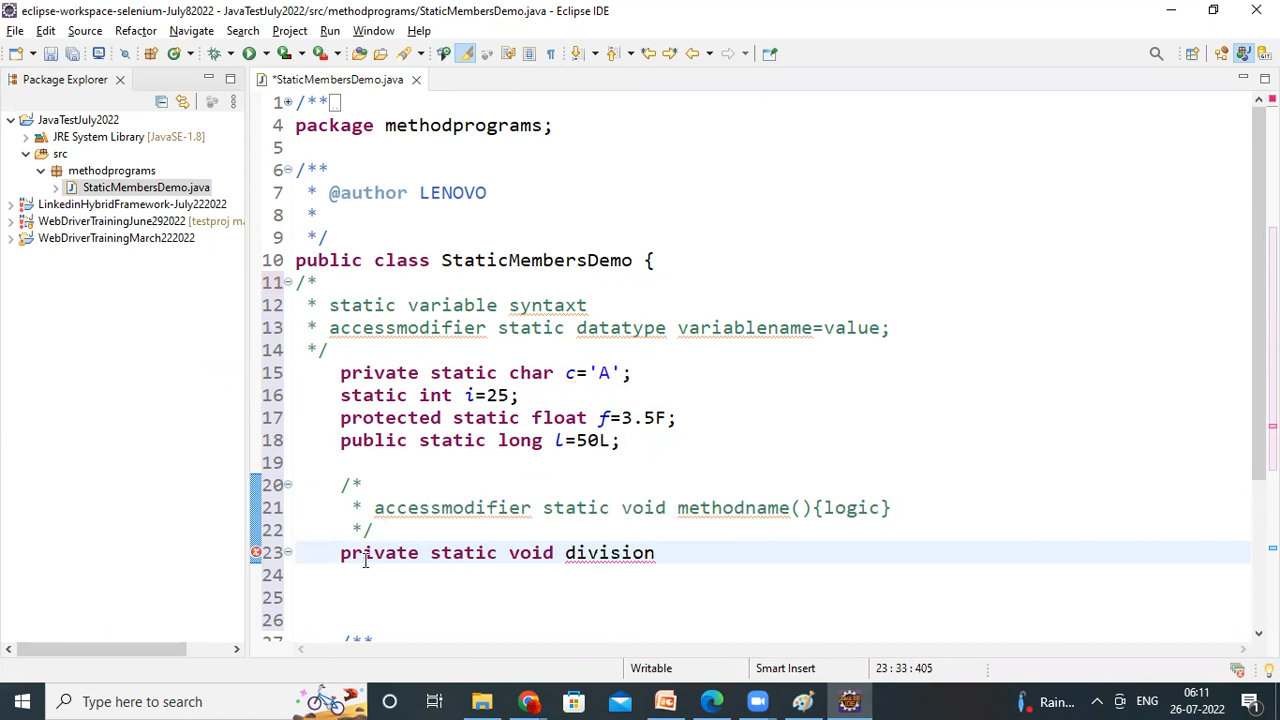 eclipse-workspace-selenium-July82022 - JavaTestJuly2022/src/methodprograms/StaticMembersDemo.java - Eclipse IDE
File Edit Source Refactor Navigate Search Project Run Window Help
Package Explorer
*StaticMembersDemo.java
JavaTestJuly2022
JRE System Library [JavaSE-1.8]
src
methodprograms
StaticMembersDemo.java
LinkedinHybridFramework-July222022
WebDriverTrainingJune292022 [testproj ma
WebDriverTrainingMarch222022
1 /**
4 package methodprograms;
5
6 /**
7 * @author LENOVO
8 *
9 */
10 public class StaticMembersDemo {
11 /*
12 * static variable syntaxt
13 * accessmodifier static datatype variablename=value;
14 */
15 private static char c='A';
16 static int i=25;
17 protected static float f=3.5F;
18 public static long l=50L;
19
20 /*
21 * accessmodifier static void methodname(){logic}
22 */
23 private static void division
24
25
26
27 /**
Writable Smart Insert 23 : 33 : 405
Type here to search
Rain... ENG 06:11
26-07-2022